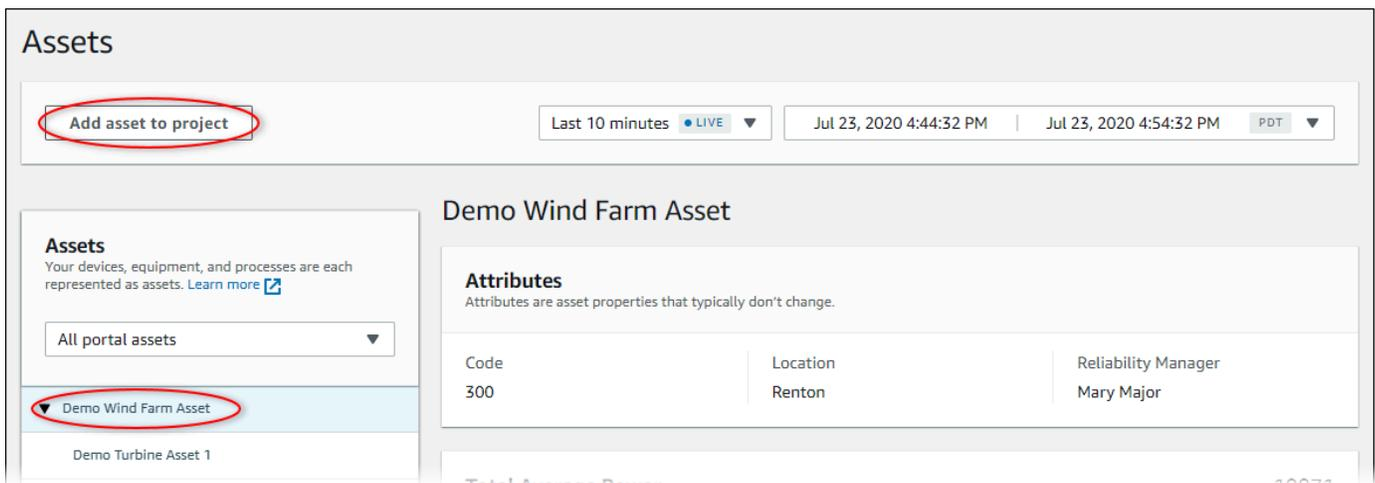 Assets
Add asset to project
Last 10 minutes LIVE
Jul 23, 2020 4:44:32 PM | Jul 23, 2020 4:54:32 PM PDT
Assets
Your devices, equipment, and processes are each
represented as assets. Learn more
All portal assets
Demo Wind Farm Asset
Demo Turbine Asset 1
Demo Wind Farm Asset
Attributes
Attributes are asset properties that typically don't change.
Code
300
Location
Renton
Reliability Manager
Mary Major
Total Average Power